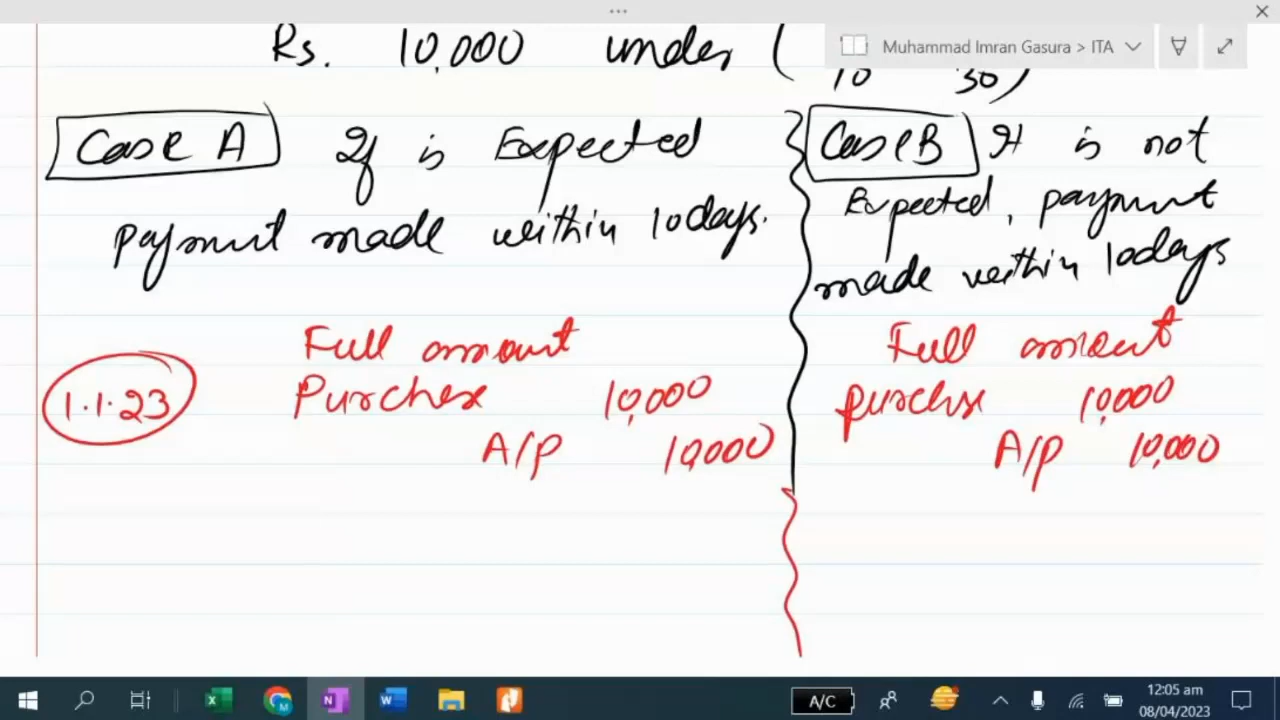 Muhammad Imran Gasura > ITA
Rs. 10,000 under (
10 30)
Case A If is Expected
payment made within 10days.
Case B It is not
Expected, payment
made within 10days
1.1.23
Full amount
Purchase 10,000
A/P 10,000
Full amount
purchase 10,000
A/P 10,000
A/C
12:05 am
08/04/2023